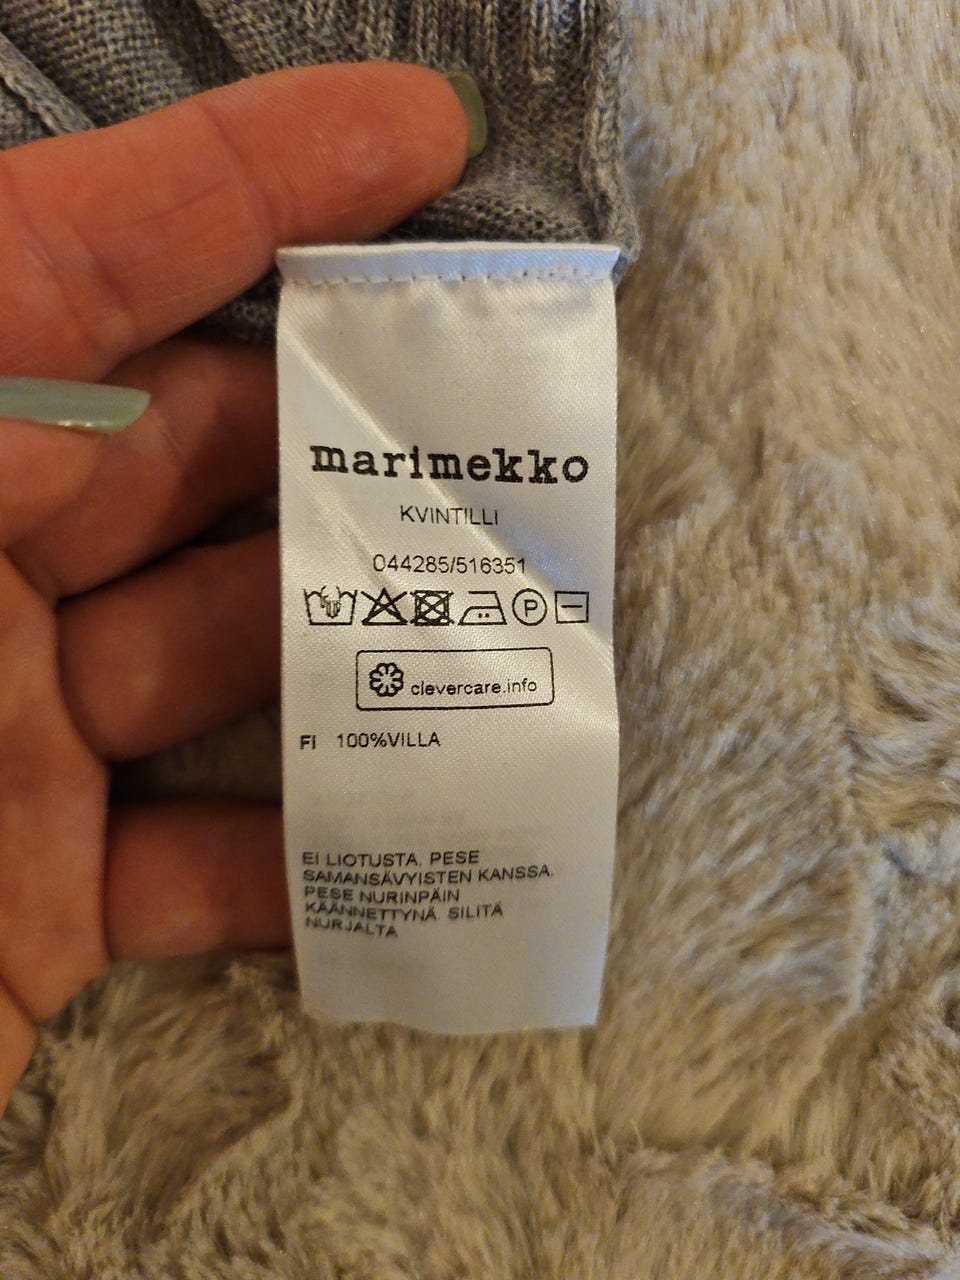 marimekko
KVINTILLI
044285/516351
P
clevercare.info
FI 100%VILLA
EI LIOTUSTA. PESE
SAMANSÄVYISTEN KANSSA.
PESE NURINPÄIN
KÄÄNNETTYNÄ. SILITÄ
NURJALTA